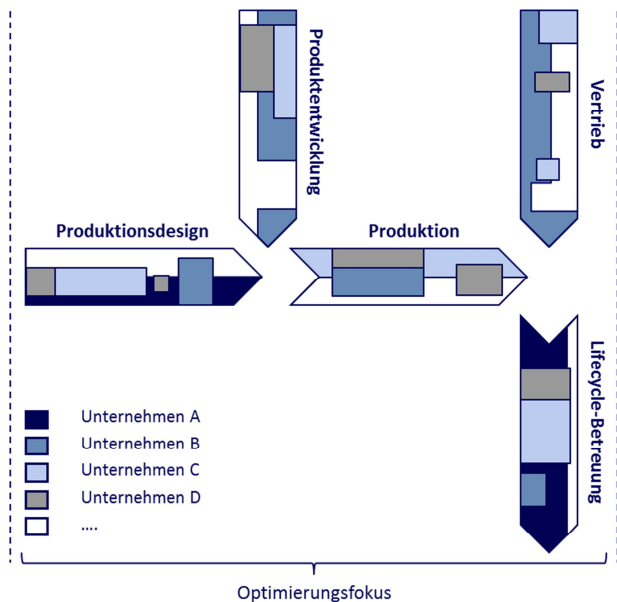 Produktentwicklung
Vertrieb
Produktionsdesign
Produktion
Lifecycle-Betreuung
Unternehmen A
Unternehmen B
Unternehmen C
Unternehmen D
....
Optimierungsfokus